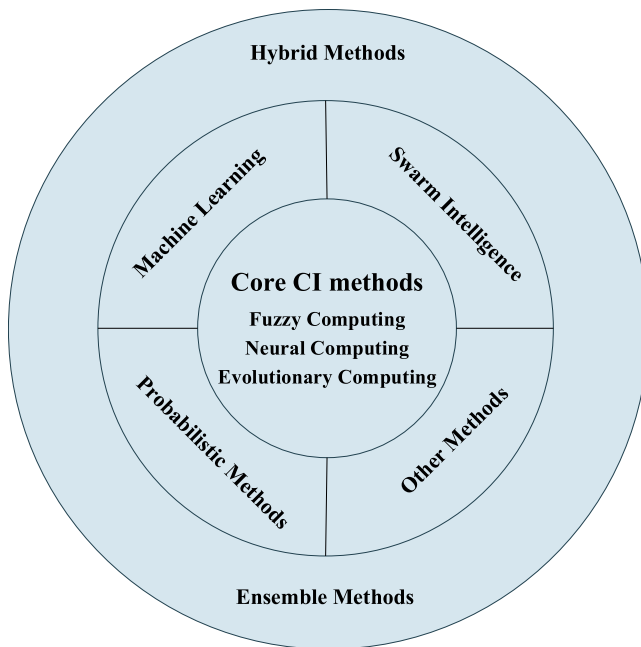 Hybrid Methods
Machine Learning
Swarm Intelligence
Core CI methods
Fuzzy Computing
Neural Computing
Evolutionary Computing
Probabilistic Methods
Other Methods
Ensemble Methods